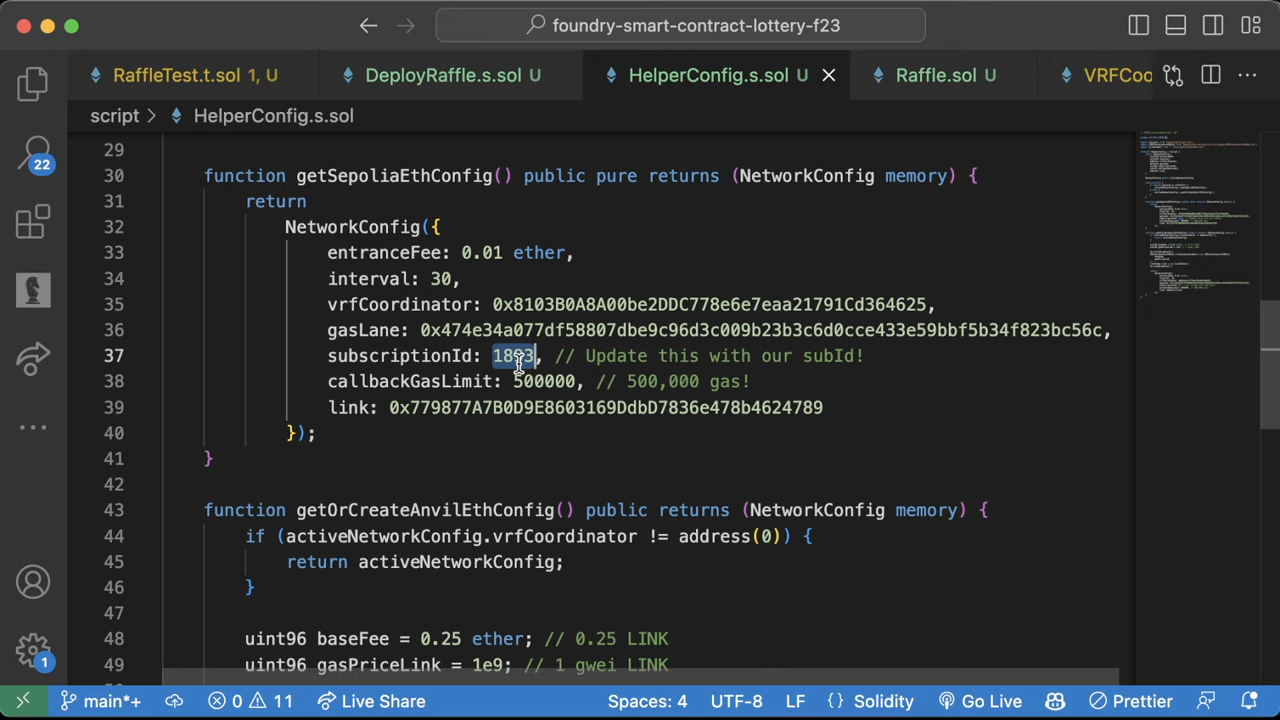 foundry-smart-contract-lottery-f23
RaffleTest.t.sol 1, U
DeployRaffle.s.sol U
HelperConfig.s.sol U
Raffle.sol U
VRFCoo
script > HelperConfig.s.sol
22
29
30 function getSepoliaEthConfig() public pure returns (NetworkConfig memory) {
31 return
32 NetworkConfig({
33 entranceFee: 0.01 ether,
34 interval: 30,
35 vrfCoordinator: 0x8103B0A8A00be2DDC778e6e7eaa21791Cd364625,
36 gasLane: 0x474e34a077df58807dbe9c96d3c009b23b3c6d0cce433e59bbf5b34f823bc56c,
37 subscriptionId: 1893, // Update this with our subId!
38 callbackGasLimit: 500000, // 500,000 gas!
39 link: 0x779877A7B0D9E8603169DdbD7836e478b4624789
40 });
41 }
42
43 function getOrCreateAnvilEthConfig() public returns (NetworkConfig memory) {
44 if (activeNetworkConfig.vrfCoordinator != address(0)) {
45 return activeNetworkConfig;
46 }
47
48 uint96 baseFee = 0.25 ether; // 0.25 LINK
49 uint96 gasPriceLink = 1e9; // 1 gwei LINK
1
main*+ 0 11 Live Share Spaces: 4 UTF-8 LF {} Solidity Go Live Prettier